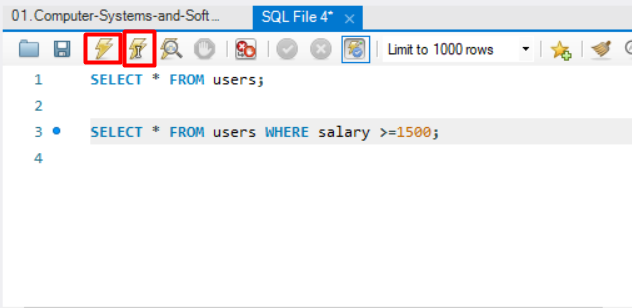 01.Computer-Systems-and-Soft...
SQL File 4*
Limit to 1000 rows
1 SELECT * FROM users;
2
3 SELECT * FROM users WHERE salary >=1500;
4